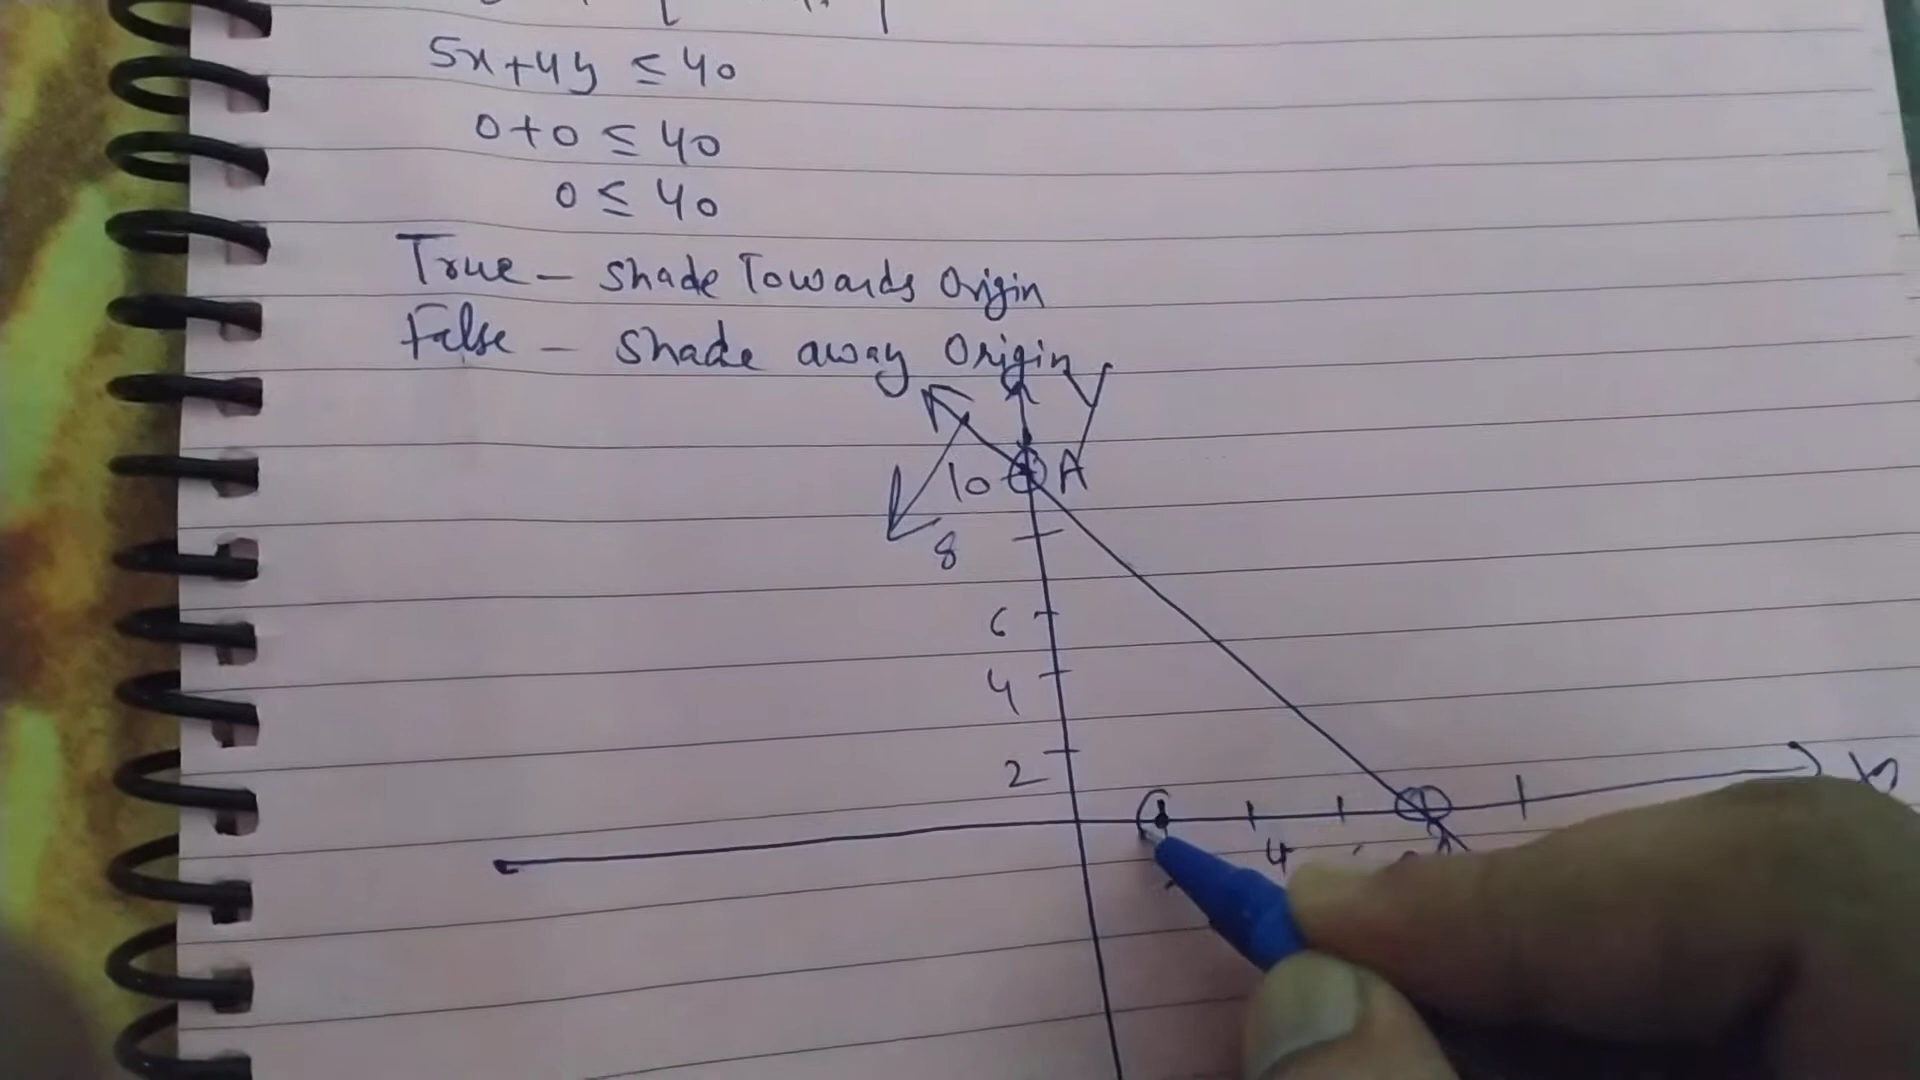 5x+4y ≤ 40
0+0 ≤ 40
0 ≤ 40
True – Shade Towards Origin
False – Shade away Origin
Y
10 A
8
6
4
2
4